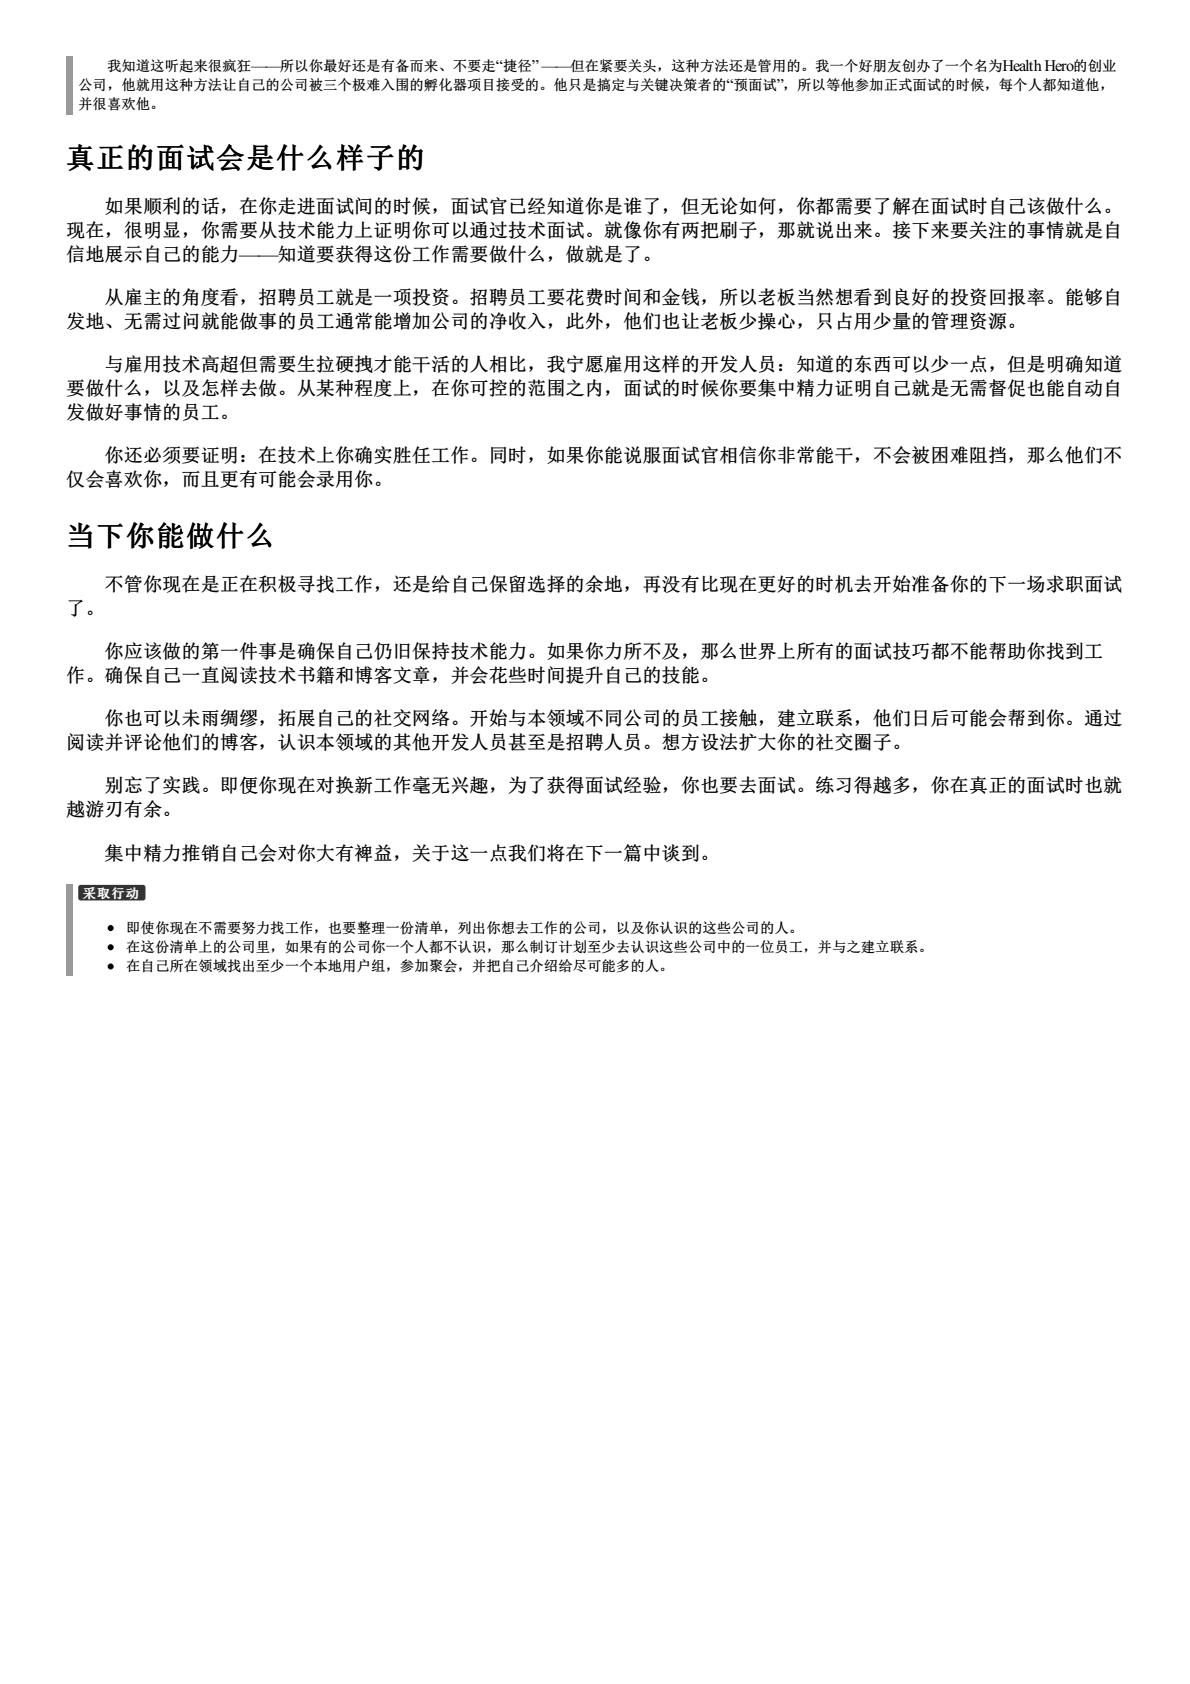 我知道这听起来很疯狂——所以你最好还是有备而来、不要走“捷径” ——但在紧要关头，这种方法还是管用的。我一个好朋友创办了一个名为Health Hero的创业
公司，他就用这种方法让自己的公司被三个极难入围的孵化器项目接受的。他只是搞定与关键决策者的“预面试”，所以等他参加正式面试的时候，每个人都知道他，
并很喜欢他。
真正的面试会是什么样子的
如果顺利的话，在你走进面试间的时候，面试官已经知道你是谁了，但无论如何，你都需要了解在面试时自己该做什么。
现在，很明显，你需要从技术能力上证明你可以通过技术面试。就像你有两把刷子，那就说出来。接下来要关注的事情就是自
信地展示自己的能力——知道要获得这份工作需要做什么，做就是了。
从雇主的角度看，招聘员工就是一项投资。招聘员工要花费时间和金钱，所以老板当然想看到良好的投资回报率。能够自
发地、无需过问就能做事的员工通常能增加公司的净收入，此外，他们也让老板少操心，只占用少量的管理资源。
与雇用技术高超但需要生拉硬拽才能干活的人相比，我宁愿雇用这样的开发人员：知道的东西可以少一点，但是明确知道
要做什么，以及怎样去做。从某种程度上，在你可控的范围之内，面试的时候你要集中精力证明自己就是无需督促也能自动自
发做好事情的员工。
你还必须要证明：在技术上你确实胜任工作。同时，如果你能说服面试官相信你非常能干，不会被困难阻挡，那么他们不
仅会喜欢你，而且更有可能会录用你。
当下你能做什么
不管你现在是正在积极寻找工作，还是给自己保留选择的余地，再没有比现在更好的时机去开始准备你的下一场求职面试
了。
你应该做的第一件事是确保自己仍旧保持技术能力。如果你力所不及，那么世界上所有的面试技巧都不能帮助你找到工
作。确保自己一直阅读技术书籍和博客文章，并会花些时间提升自己的技能。
你也可以未雨绸缪，拓展自己的社交网络。开始与本领域不同公司的员工接触，建立联系，他们日后可能会帮到你。通过
阅读并评论他们的博客，认识本领域的其他开发人员甚至是招聘人员。想方设法扩大你的社交圈子。
别忘了实践。即便你现在对换新工作毫无兴趣，为了获得面试经验，你也要去面试。练习得越多，你在真正的面试时也就
越游刃有余。
集中精力推销自己会对你大有裨益，关于这一点我们将在下一篇中谈到。
采取行动
● 即使你现在不需要努力找工作，也要整理一份清单，列出你想去工作的公司，以及你认识的这些公司的人。
● 在这份清单上的公司里，如果有的公司你一个人都不认识，那么制订计划至少去认识这些公司中的一位员工，并与之建立联系。
● 在自己所在领域找出至少一个本地用户组，参加聚会，并把自己介绍给尽可能多的人。